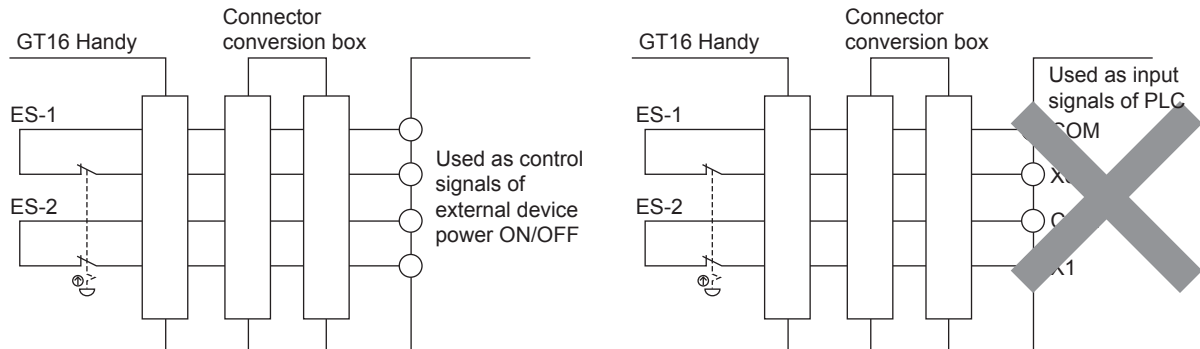 Connector
conversion box
GT16 Handy
ES-1
ES-2
Used as control
signals of
external device
power ON/OFF
Connector
conversion box
GT16 Handy
ES-1
ES-2
Used as input
signals of PLC
X1